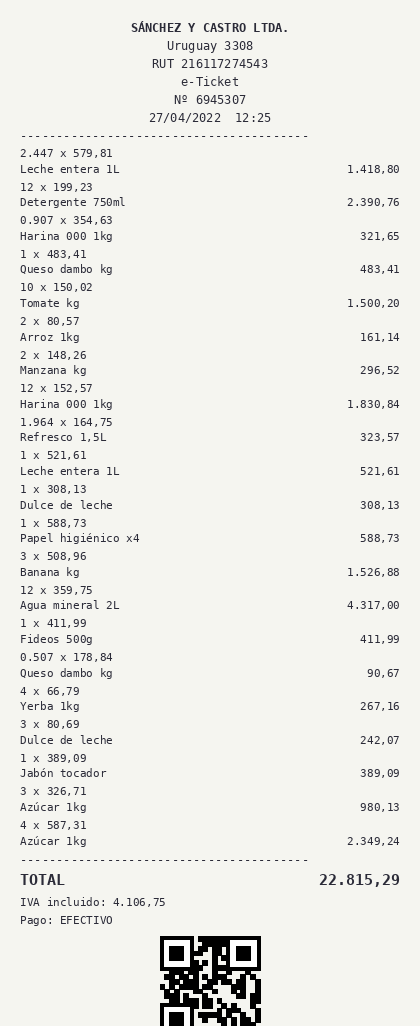 SÁNCHEZ Y CASTRO LTDA.
Uruguay 3308
RUT 216117274543
e-Ticket
Nº 6945307
27/04/2022  12:25
----------------------------------------
2.447 x 579,81
Leche entera 1L 1.418,80
12 x 199,23
Detergente 750ml 2.390,76
0.907 x 354,63
Harina 000 1kg 321,65
1 x 483,41
Queso dambo kg 483,41
10 x 150,02
Tomate kg 1.500,20
2 x 80,57
Arroz 1kg 161,14
2 x 148,26
Manzana kg 296,52
12 x 152,57
Harina 000 1kg 1.830,84
1.964 x 164,75
Refresco 1,5L 323,57
1 x 521,61
Leche entera 1L 521,61
1 x 308,13
Dulce de leche 308,13
1 x 588,73
Papel higiénico x4 588,73
3 x 508,96
Banana kg 1.526,88
12 x 359,75
Agua mineral 2L 4.317,00
1 x 411,99
Fideos 500g 411,99
0.507 x 178,84
Queso dambo kg 90,67
4 x 66,79
Yerba 1kg 267,16
3 x 80,69
Dulce de leche 242,07
1 x 389,09
Jabón tocador 389,09
3 x 326,71
Azúcar 1kg 980,13
4 x 587,31
Azúcar 1kg 2.349,24
----------------------------------------
TOTAL 22.815,29
IVA incluido: 4.106,75
Pago: EFECTIVO